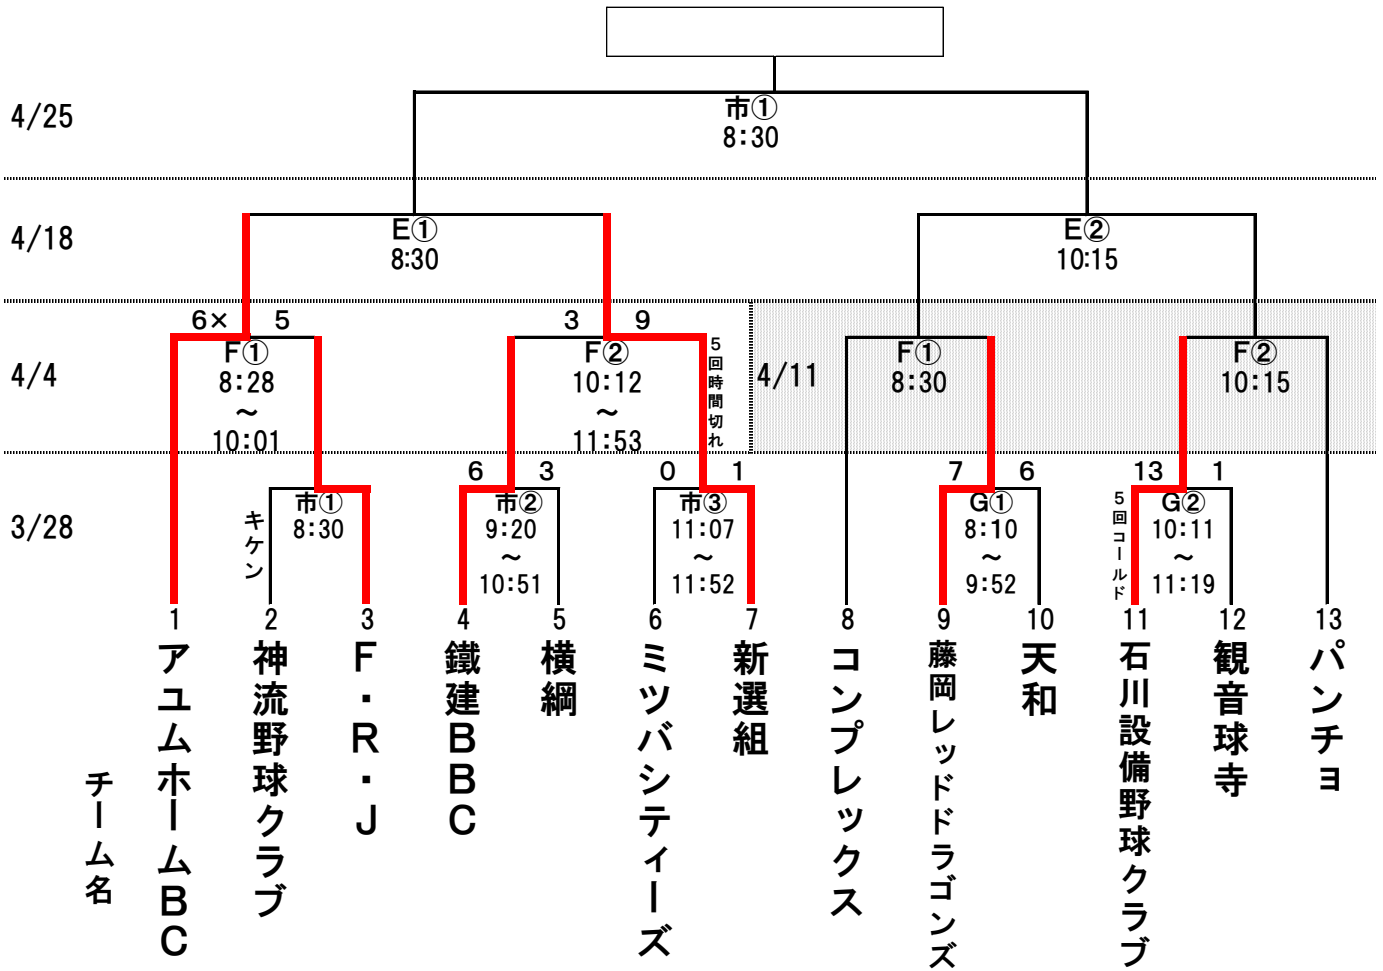 4/25
市①
8:30
4/18
E①
8:30
E②
10:15
4/4
6×
5
F①
8:28
～
10:01
3
9
F②
10:12
～
11:53
5回時間切れ
4/11
F①
8:30
F②
10:15
3/28
キケン
市①
8:30
6
3
市②
9:20
～
10:51
0
1
市③
11:07
～
11:52
7
6
G①
8:10
～
9:52
13
1
5回コールド
G②
10:11
～
11:19
1
2
3
4
5
6
7
8
9
10
11
12
13
チーム名
アユムホームBC
神流野球クラブ
F・R・J
鐵建BBC
横綱
ミツバシティーズ
新選組
コンプレックス
藤岡レッドドラゴンズ
天和
石川設備野球クラブ
観音球寺
パンチョ